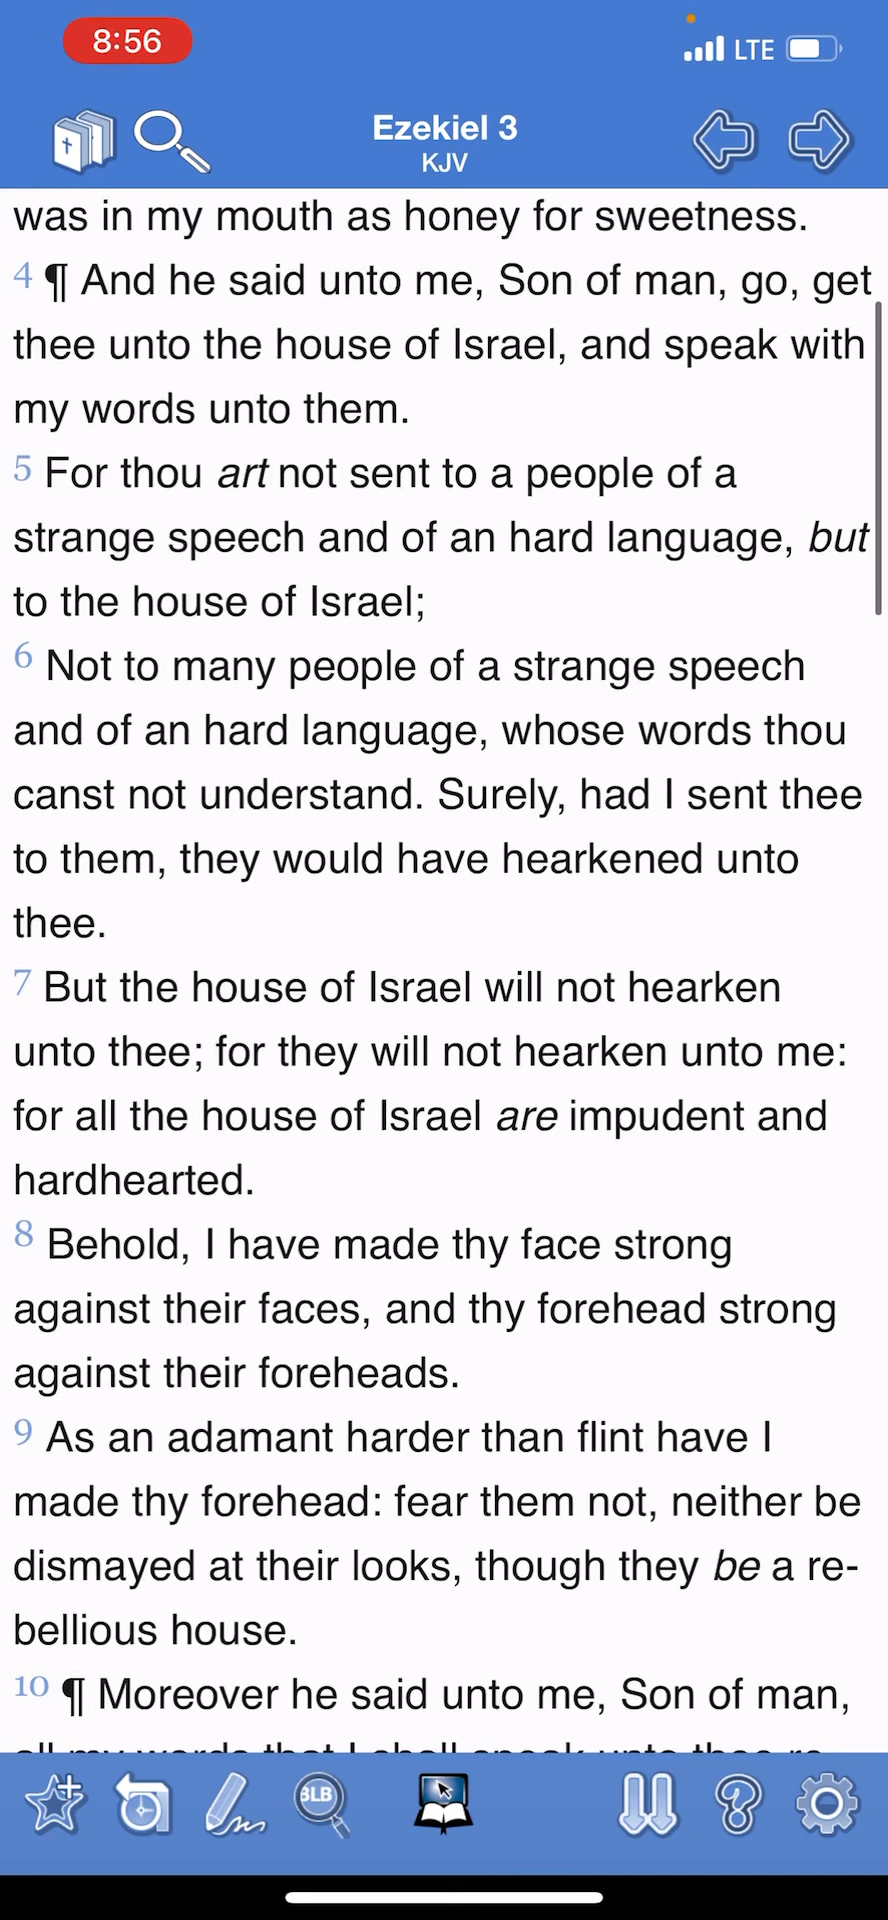 8:56
LTE
Ezekiel 3
KJV
was in my mouth as honey for sweetness.
4 ¶ And he said unto me, Son of man, go, get
thee unto the house of Israel, and speak with
my words unto them.
5 For thou art not sent to a people of a
strange speech and of an hard language, but
to the house of Israel;
6 Not to many people of a strange speech
and of an hard language, whose words thou
canst not understand. Surely, had I sent thee
to them, they would have hearkened unto
thee.
7 But the house of Israel will not hearken
unto thee; for they will not hearken unto me:
for all the house of Israel are impudent and
hardhearted.
8 Behold, I have made thy face strong
against their faces, and thy forehead strong
against their foreheads.
9 As an adamant harder than flint have I
made thy forehead: fear them not, neither be
dismayed at their looks, though they be a re-
bellious house.
10 ¶ Moreover he said unto me, Son of man,
all my words that I shall speak unto thee re-
BLB